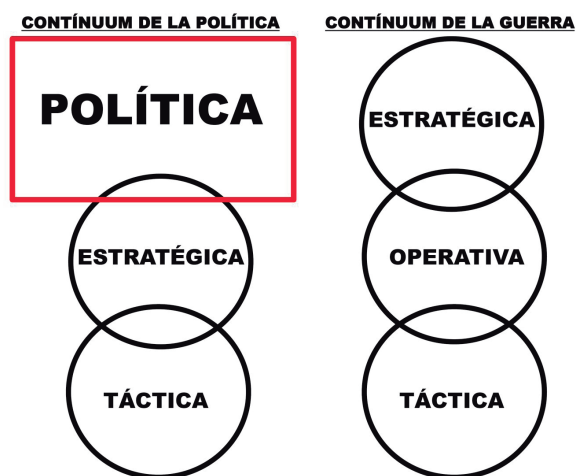 CONTÍNUUM DE LA POLÍTICA
POLÍTICA
ESTRATÉGICA
TÁCTICA
CONTÍNUUM DE LA GUERRA
ESTRATÉGICA
OPERATIVA
TÁCTICA